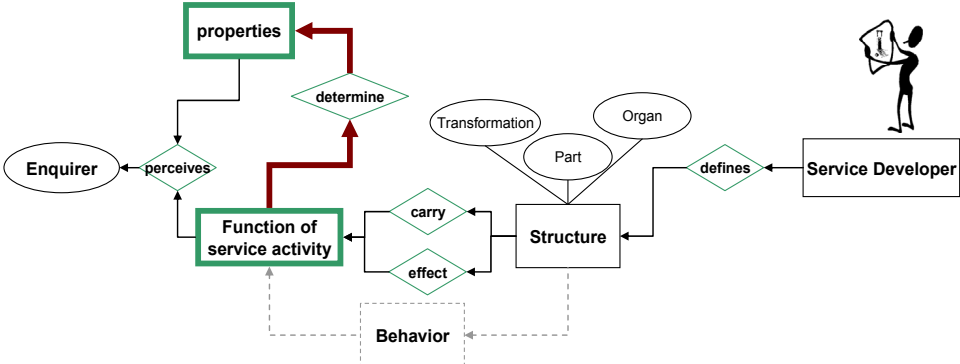 properties
determine
Transformation
Organ
Part
Enquirer
perceives
defines
Service Developer
carry
Function of
service activity
Structure
effect
Behavior